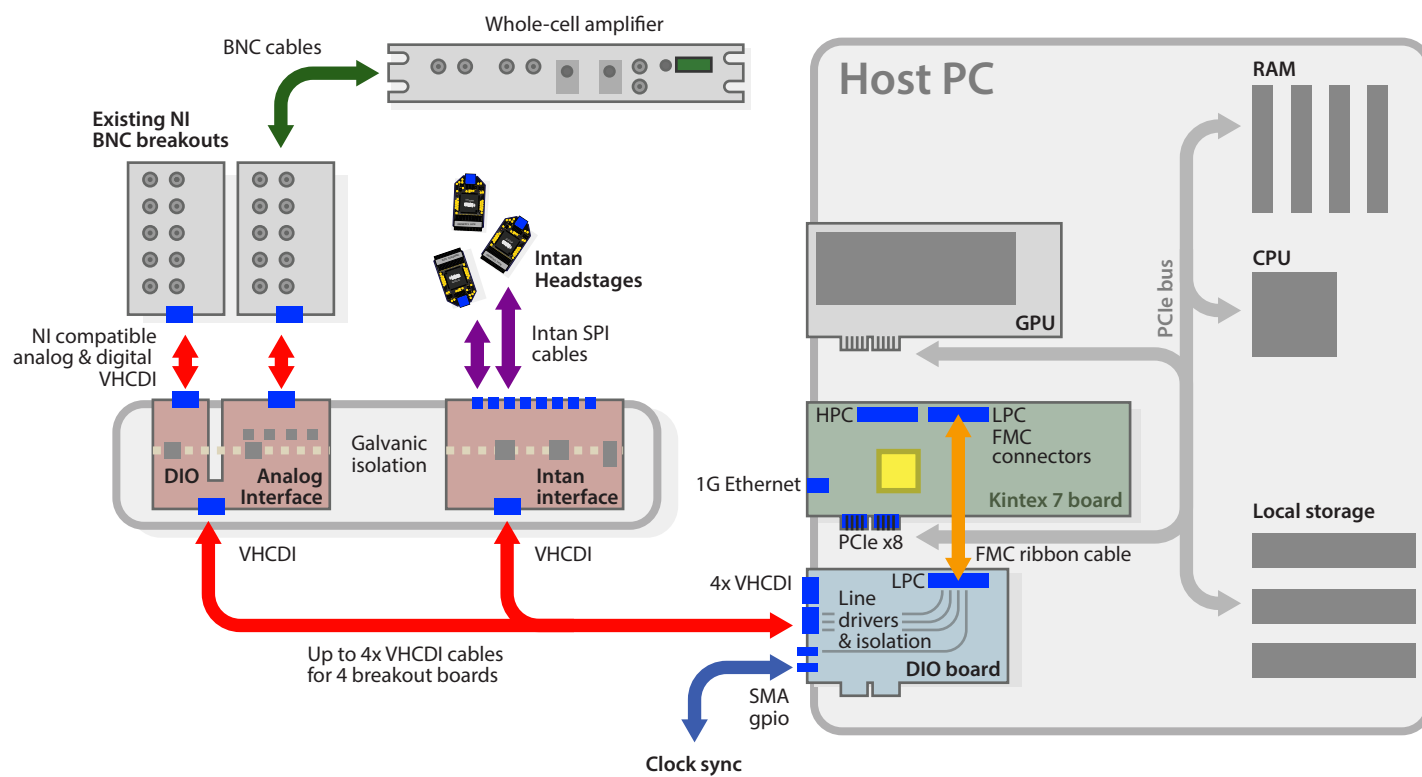 Whole-cell amplifier
BNC cables
Existing NI
BNC breakouts
Intan
Headstages
NI compatible
analog & digital
VHCDI
Intan SPI
cables
DIO
Analog
Interface
Galvanic
isolation
Intan
interface
VHCDI
VHCDI
Up to 4x VHCDI cables
for 4 breakout boards
Host PC
RAM
CPU
PCIe bus
GPU
HPC
LPC
FMC
connectors
1G Ethernet
Kintex 7 board
PCIe x8
FMC ribbon cable
Local storage
4x VHCDI
LPC
Line
drivers
& isolation
DIO board
SMA
gpio
Clock sync